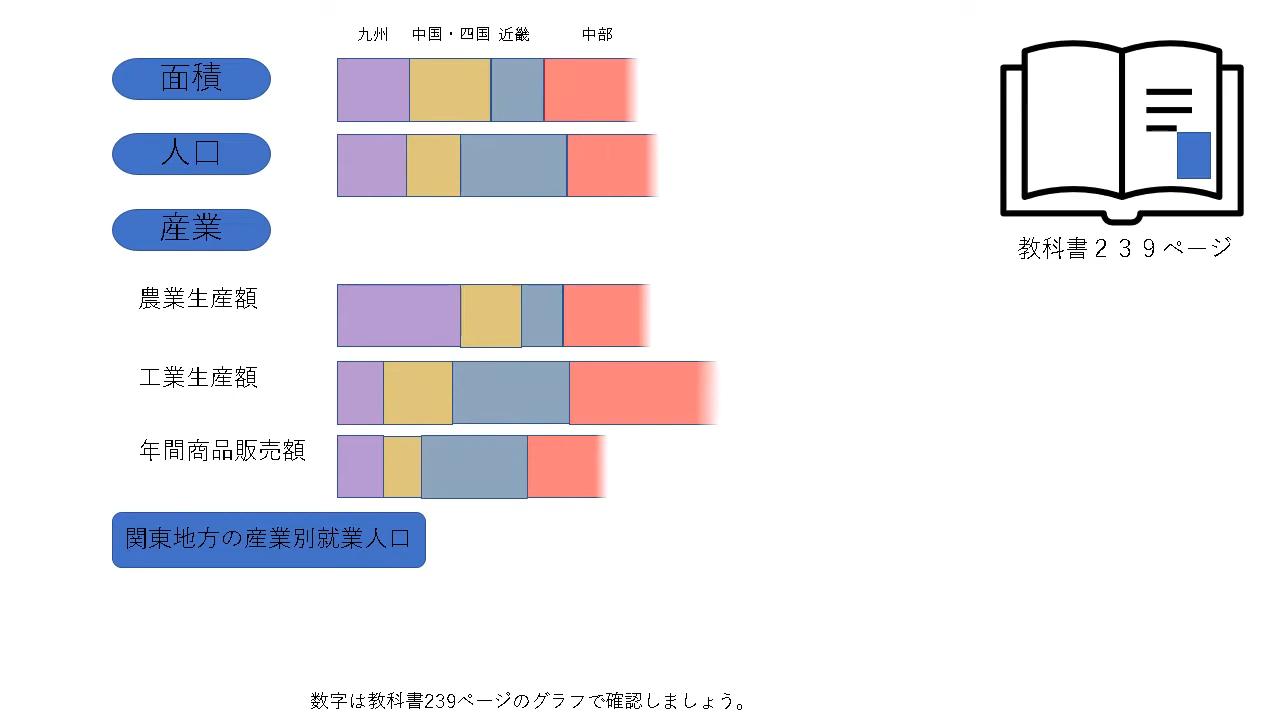 九州 中国・四国 近畿 中部
面積
人口
産業
農業生産額
工業生産額
年間商品販売額
関東地方の産業別就業人口
教科書２３９ページ
数字は教科書239ページのグラフで確認しましょう。